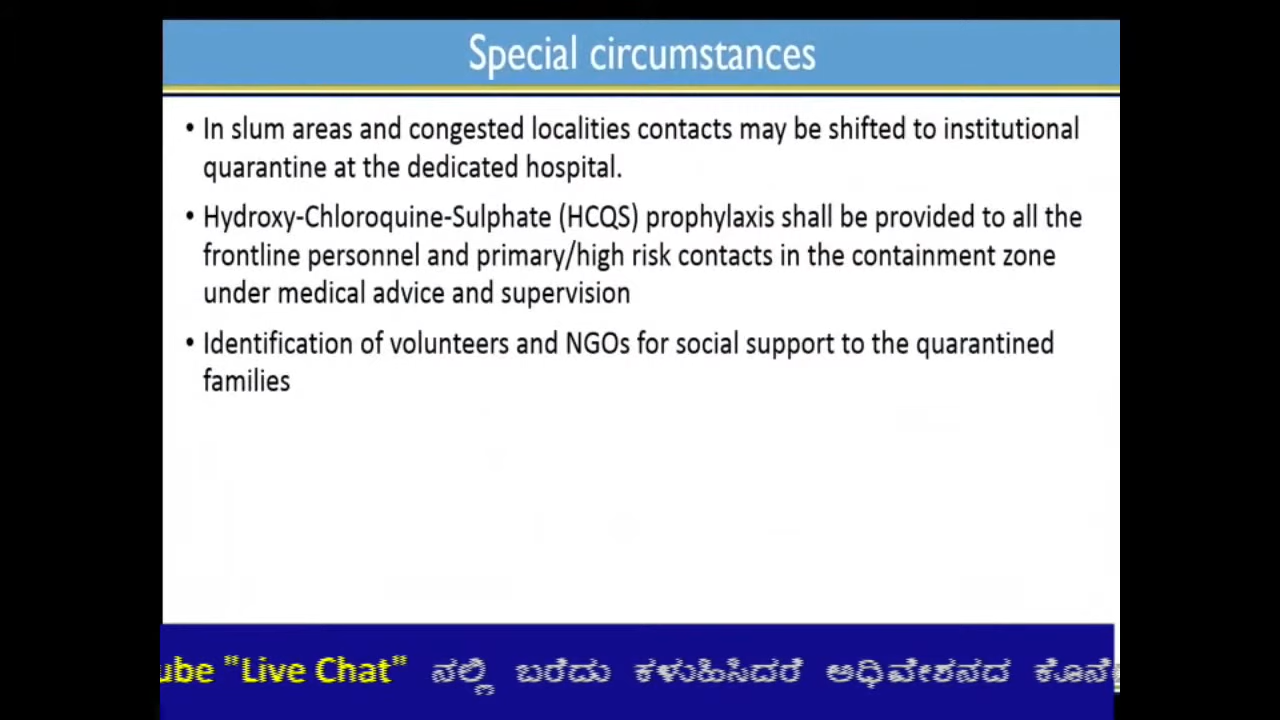 Special circumstances
• In slum areas and congested localities contacts may be shifted to institutional
quarantine at the dedicated hospital.
• Hydroxy-Chloroquine-Sulphate (HCQS) prophylaxis shall be provided to all the
frontline personnel and primary/high risk contacts in the containment zone
under medical advice and supervision
• Identification of volunteers and NGOs for social support to the quarantined
families
ube "Live Chat" ನಲ್ಲಿ ಬರೆದು ಕಳುಹಿಸಿದರೆ ಅಧಿವೇಶನದ